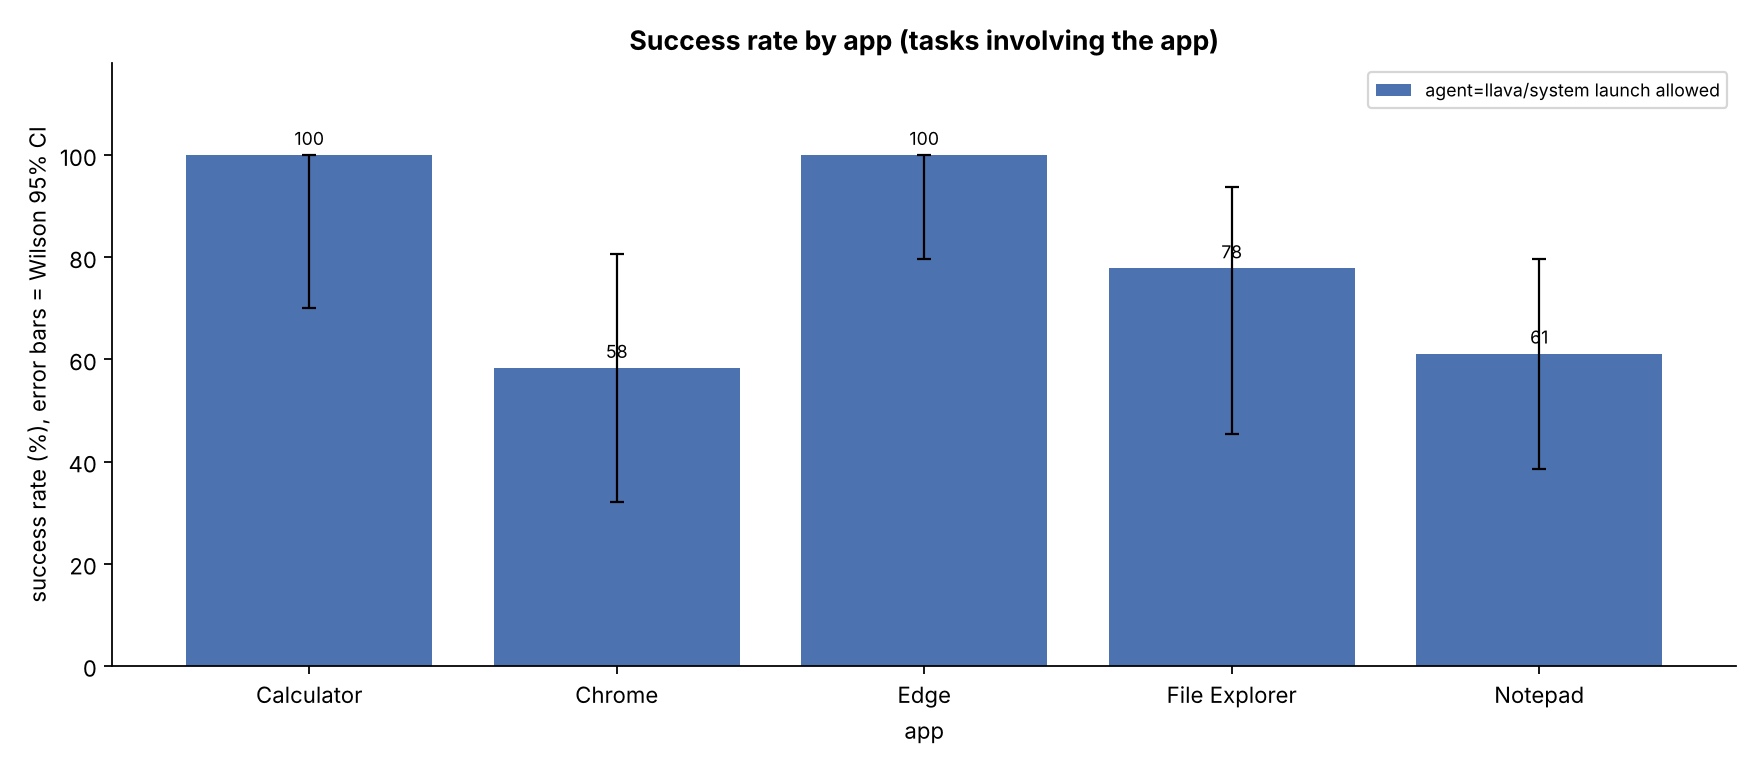 Success rate by app (tasks involving the app)
agent=llava/system launch allowed
success rate (%), error bars = Wilson 95% CI
100
80
60
40
20
0
100
58
100
78
61
Calculator
Chrome
Edge
File Explorer
Notepad
app